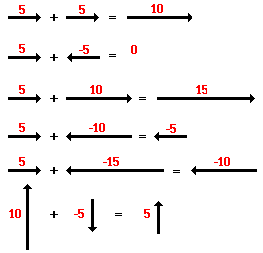 5 + 5 = 10
5 + -5 = 0
5 + 10 = 15
5 + -10 = -5
5 + -15 = -10
10 + -5 = 5